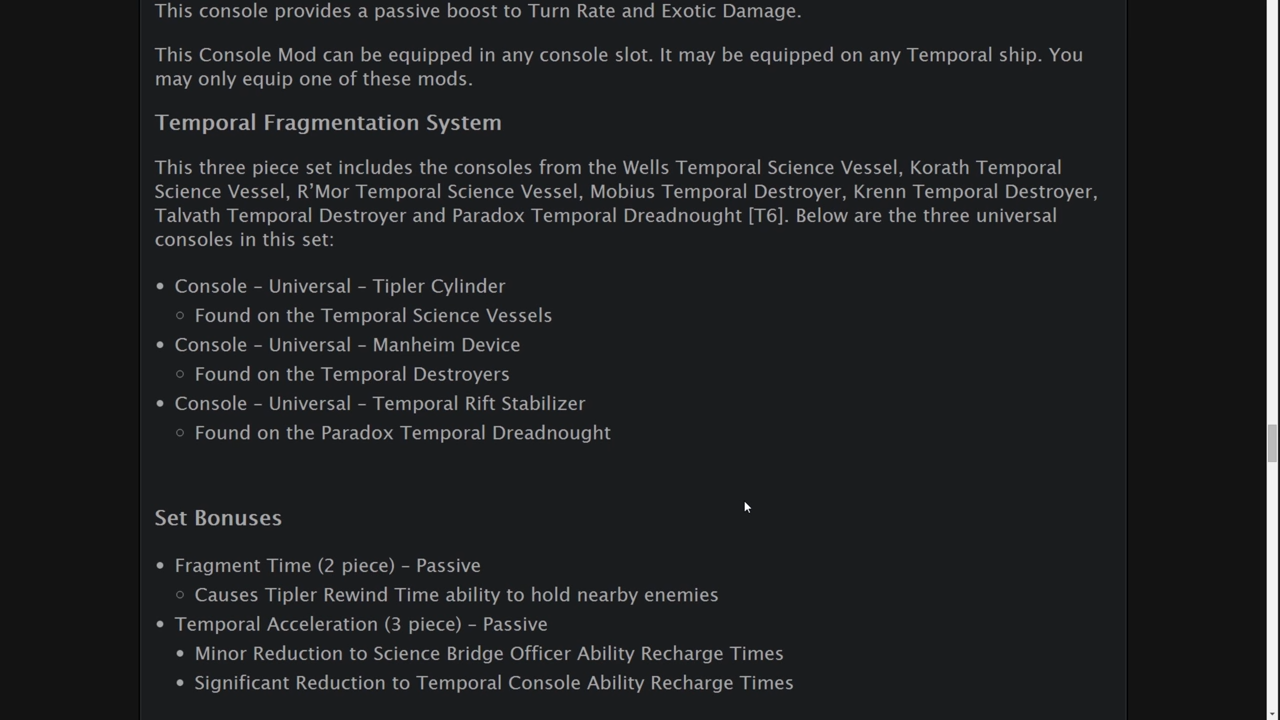 This console provides a passive boost to Turn Rate and Exotic Damage.
This Console Mod can be equipped in any console slot. It may be equipped on any Temporal ship. You
may only equip one of these mods.
Temporal Fragmentation System
This three piece set includes the consoles from the Wells Temporal Science Vessel, Korath Temporal
Science Vessel, R’Mor Temporal Science Vessel, Mobius Temporal Destroyer, Krenn Temporal Destroyer,
Talvath Temporal Destroyer and Paradox Temporal Dreadnought [T6]. Below are the three universal
consoles in this set:
• Console – Universal – Tipler Cylinder
○ Found on the Temporal Science Vessels
• Console – Universal – Manheim Device
○ Found on the Temporal Destroyers
• Console – Universal – Temporal Rift Stabilizer
○ Found on the Paradox Temporal Dreadnought
Set Bonuses
• Fragment Time (2 piece) – Passive
○ Causes Tipler Rewind Time ability to hold nearby enemies
• Temporal Acceleration (3 piece) – Passive
• Minor Reduction to Science Bridge Officer Ability Recharge Times
• Significant Reduction to Temporal Console Ability Recharge Times